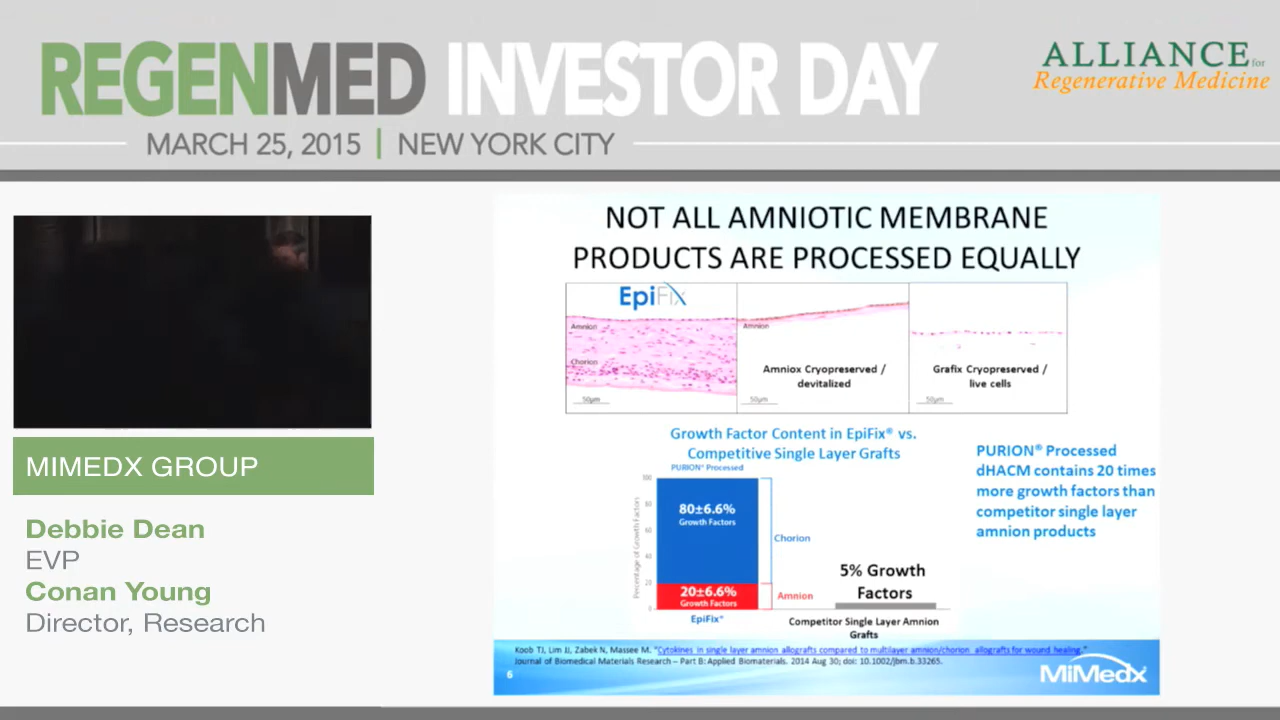 REGENMED INVESTOR DAY
MARCH 25, 2015 | NEW YORK CITY
ALLIANCE for
Regenerative Medicine
MIMEDX GROUP
Debbie Dean
EVP
Conan Young
Director, Research
NOT ALL AMNIOTIC MEMBRANE
PRODUCTS ARE PROCESSED EQUALLY
EpiFix
Amnion
Chorion
50µm
Amnion
Amniox Cryopreserved /
devitalized
50µm
Grafix Cryopreserved /
live cells
50µm
Growth Factor Content in EpiFix® vs.
Competitive Single Layer Grafts
PURION® Processed
Percentage of Growth Factors
100
80
60
40
20
0
80±6.6%
Growth Factors
20±6.6%
Growth Factors
Chorion
Amnion
EpiFix®
5% Growth
Factors
Competitor Single Layer Amnion
Grafts
PURION® Processed
dHACM contains 20 times
more growth factors than
competitor single layer
amnion products
Koob TJ, Lim JJ, Zabek N, Massee M. "Cytokines in single layer amnion allografts compared to multilayer amnion/chorion allografts for wound healing."
Journal of Biomedical Materials Research – Part B: Applied Biomaterials. 2014 Aug 30; doi: 10.1002/jbm.b.33265.
6
MiMedx